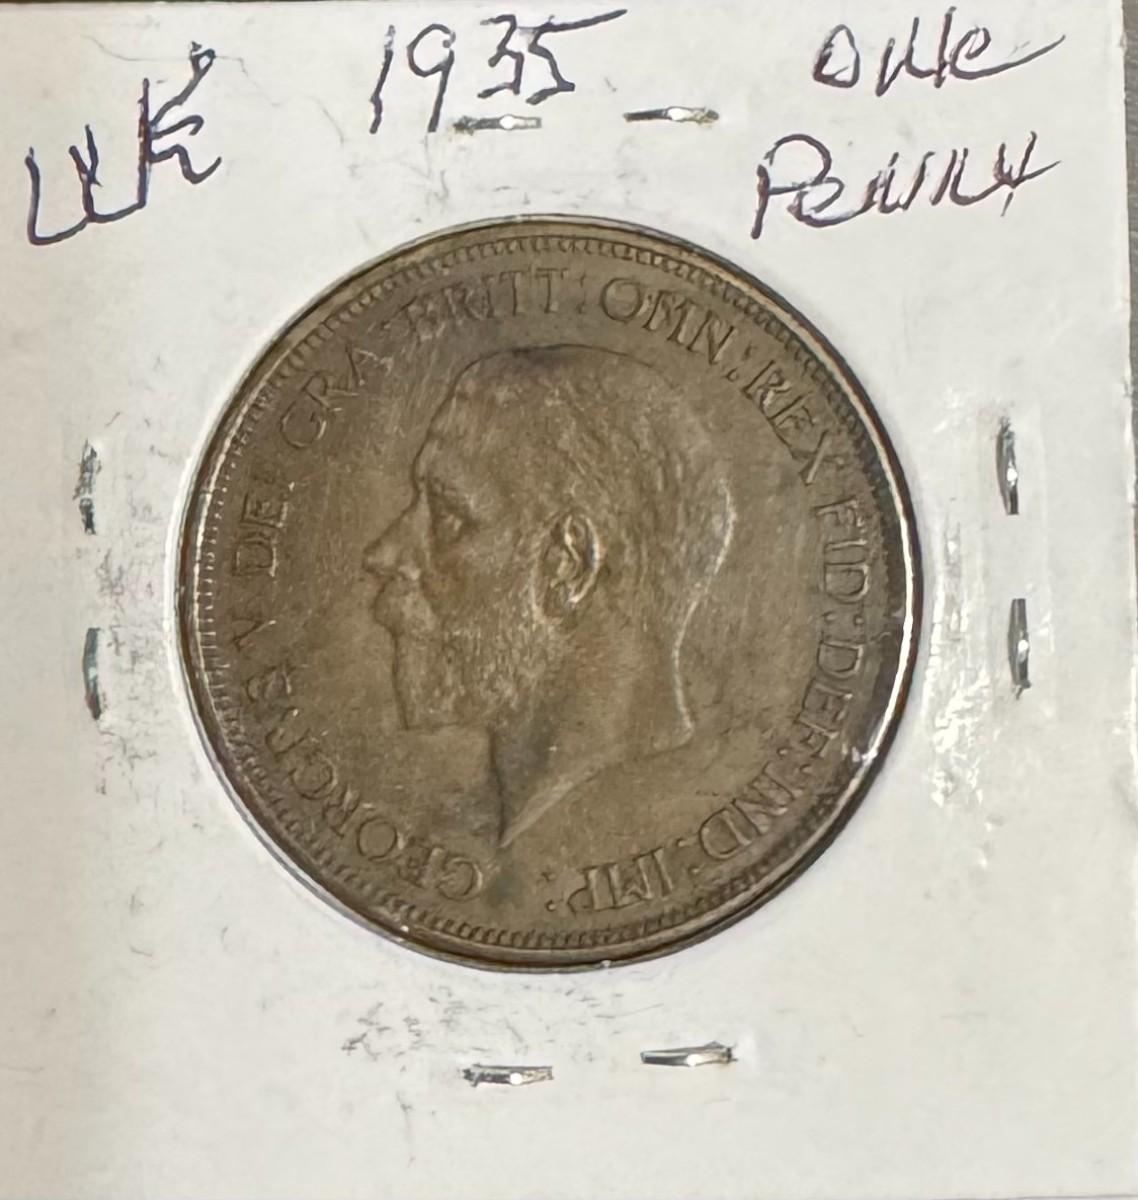 UK 1935 One
Penny
GEORGIVS V DEI GRA: BRITT: OMN: REX FID: DEF: IND: IMP: